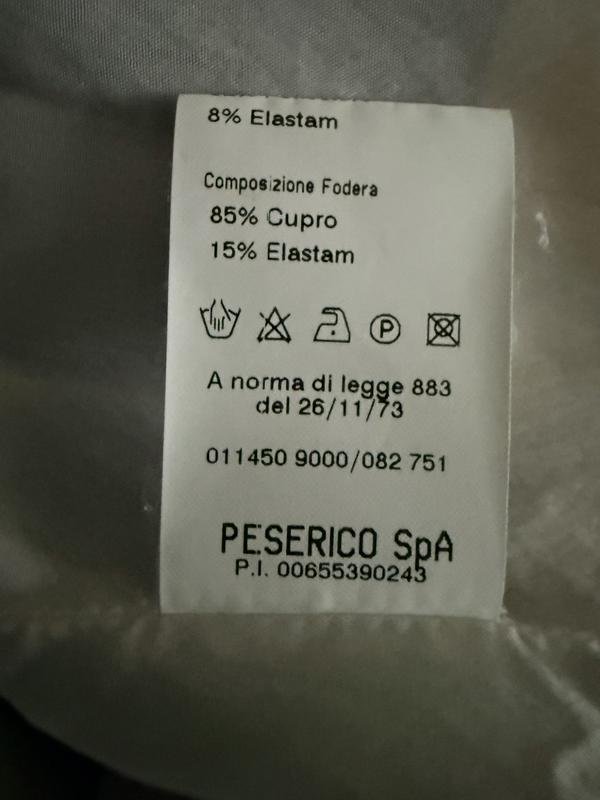 8% Elastam
Composizione Fodera
85% Cupro
15% Elastam
P
A norma di legge 883
del 26/11/73
011450 9000/082 751
PESERICO SpA
P.I. 00655390243